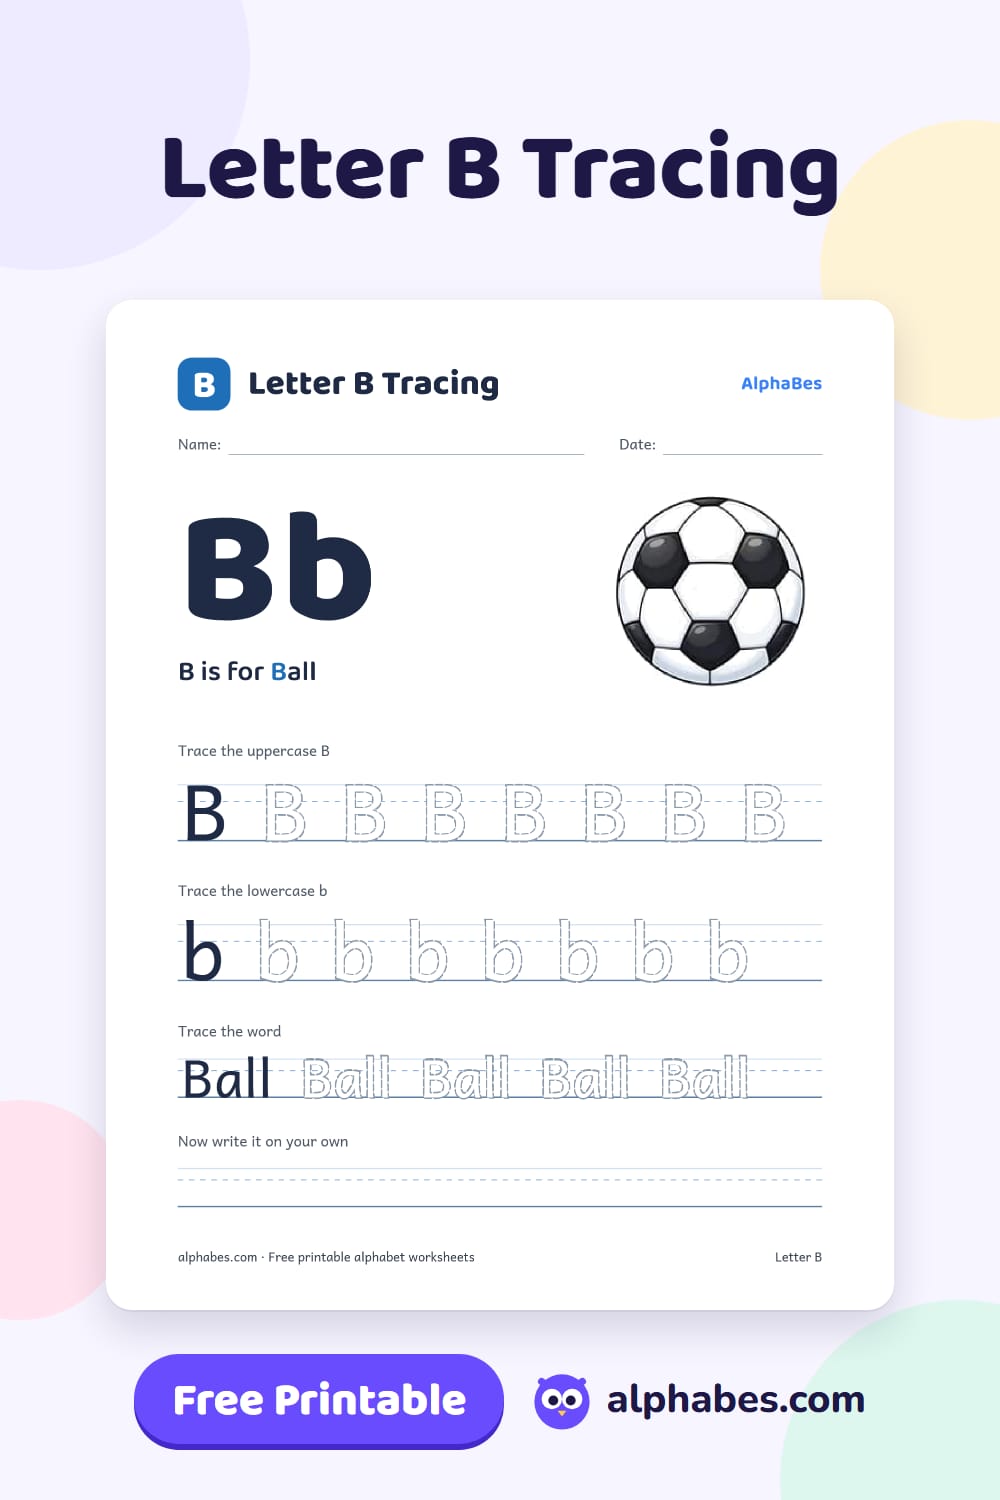 Letter B Tracing
B Letter B Tracing AlphaBes
Name: Date:
Bb
B is for Ball
Trace the uppercase B
B B B B B B B B
Trace the lowercase b
b b b b b b b b
Trace the word
Ball Ball Ball Ball Ball
Now write it on your own
alphabes.com · Free printable alphabet worksheets Letter B
Free Printable alphabes.com